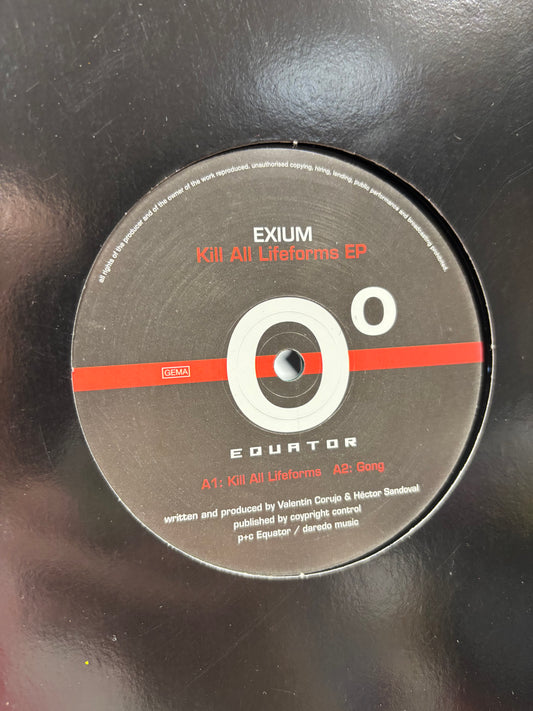 all rights of the producer and of the owner of the work reproduced. unauthorised copying, hiring, lending, public performance and broadcasting prohibited.
EXIUM
Kill All Lifeforms EP
0°
GEMA
EQUATOR
A1: Kill All Lifeforms A2: Gong
written and produced by Valentín Corujo & Héctor Sandoval
published by coypright control
p+c Equator / daredo music